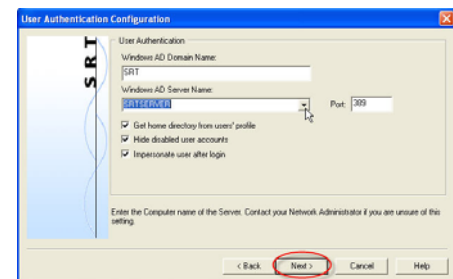 User Authentication Configuration
SRT
User Authentication
Windows AD Domain Name:
SRT
Windows AD Server Name:
SRTSERVER
Port: 389
Get home directory from users' profile
Hide disabled user accounts
Impersonate user after login
Enter the Computer name of the Server. Contact your Network Administrator if you are unsure of this
setting.
< Back Next > Cancel Help